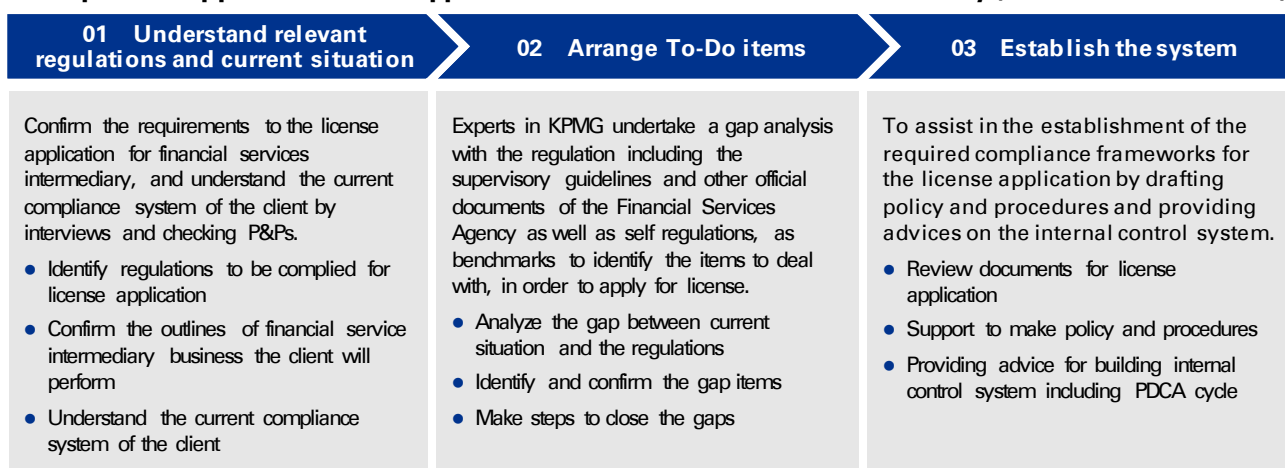 01 Understand relevant
regulations and current situation
02 Arrange To-Do items
03 Establish the system
Confirm the requirements to the license
application for financial services
intermediary, and understand the current
compliance system of the client by
interviews and checking P&Ps.
● Identify regulations to be complied for
license application
● Confirm the outlines of financial service
intermediary business the client will
perform
● Understand the current compliance
system of the client
Experts in KPMG undertake a gap analysis
with the regulation including the
supervisory guidelines and other official
documents of the Financial Services
Agency as well as self regulations, as
benchmarks to identify the items to deal
with, in order to apply for license.
● Analyze the gap between current
situation and the regulations
● Identify and confirm the gap items
● Make steps to close the gaps
To assist in the establishment of the
required compliance frameworks for
the license application by drafting
policy and procedures and providing
advices on the internal control system.
● Review documents for license
application
● Support to make policy and procedures
● Providing advice for building internal
control system including PDCA cycle